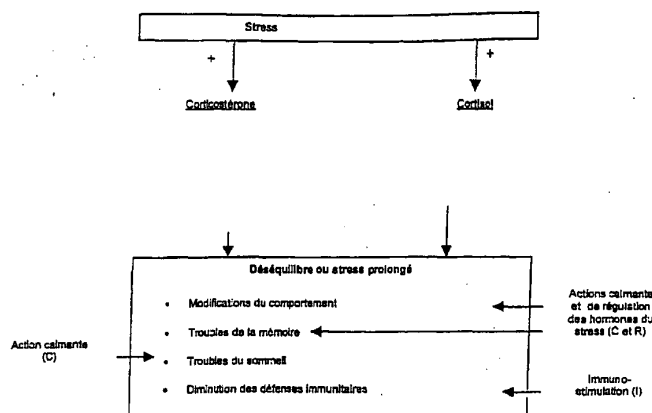 Stress
+ +
Corticostérone Cortisol
Déséquilibre ou stress prolongé
• Modifications du comportement
• Troubles de la mémoire
• Troubles du sommeil
• Diminution des défenses immunitaires
Action calmante
(C)
Actions calmante
et de régulation
des hormones du
stress (C et R)
Immuno-
stimulation (I)